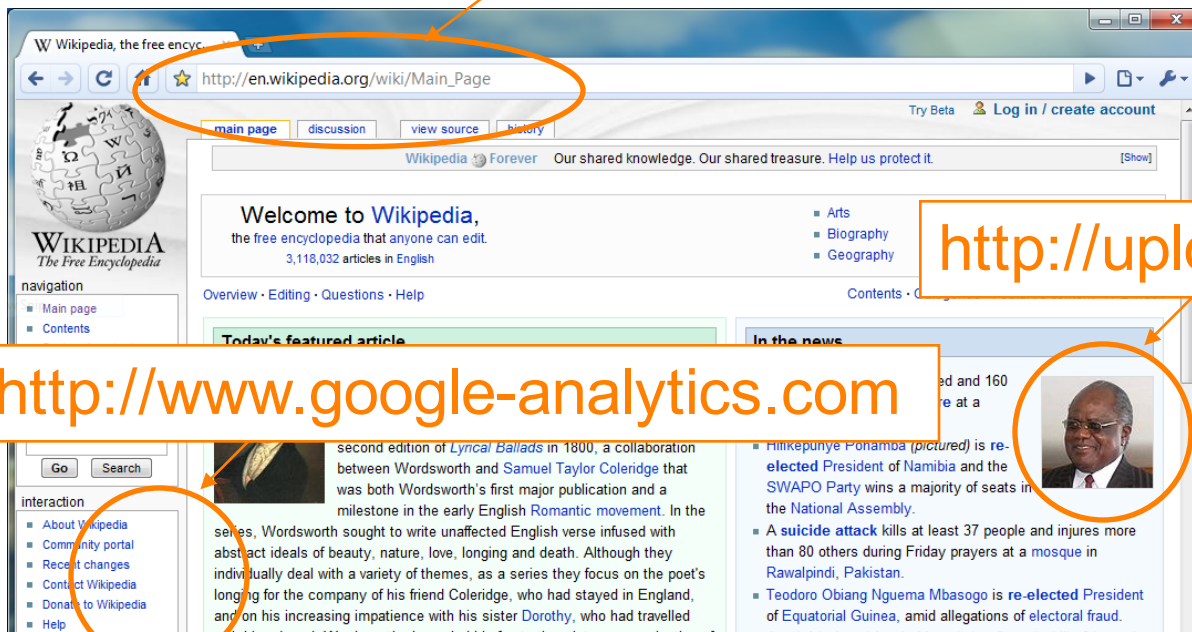 Wikipedia, the free encyc...
http://en.wikipedia.org/wiki/Main_Page
Try Beta Log in / create account
main page discussion view source history
Wikipedia Forever Our shared knowledge. Our shared treasure. Help us protect it. [Show]
WIKIPEDIA
The Free Encyclopedia
Welcome to Wikipedia,
the free encyclopedia that anyone can edit.
3,118,032 articles in English
Arts
Biography
Geography
http://upl
Overview · Editing · Questions · Help
Contents ·
navigation
Main page
Contents
Today's featured article
In the news
http://www.google-analytics.com
ed and 160
re at a
second edition of Lyrical Ballads in 1800, a collaboration
between Wordsworth and Samuel Taylor Coleridge that
was both Wordsworth's first major publication and a
milestone in the early English Romantic movement. In the
series, Wordsworth sought to write unaffected English verse infused with
abstract ideals of beauty, nature, love, longing and death. Although they
individually deal with a variety of themes, as a series they focus on the poet's
longing for the company of his friend Coleridge, who had stayed in England,
and on his increasing impatience with his sister Dorothy, who had travelled
Hifikepunye Pohamba (pictured) is re-
elected President of Namibia and the
SWAPO Party wins a majority of seats in
the National Assembly.
A suicide attack kills at least 37 people and injures more
than 80 others during Friday prayers at a mosque in
Rawalpindi, Pakistan.
Teodoro Obiang Nguema Mbasogo is re-elected President
of Equatorial Guinea, amid allegations of electoral fraud.
Go Search
interaction
About Wikipedia
Community portal
Recent changes
Contact Wikipedia
Donate to Wikipedia
Help